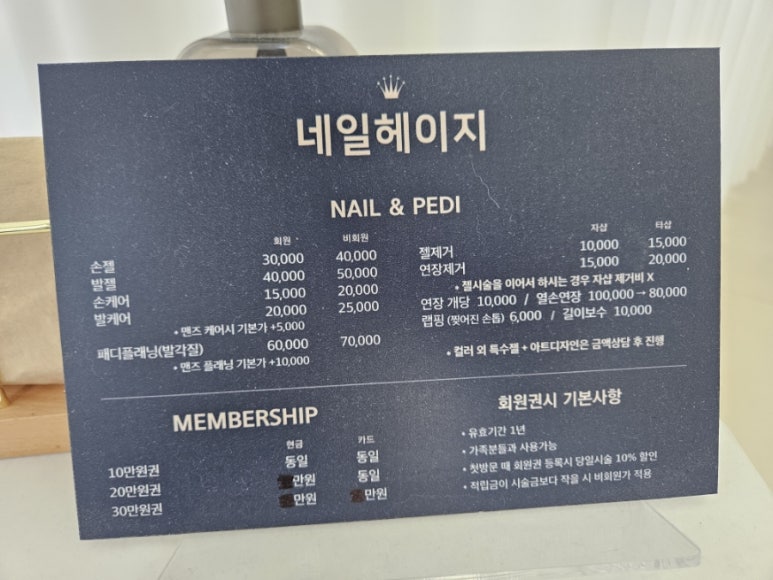 네일헤이지
NAIL & PEDI
회원 비회원
손젤 30,000 40,000
발젤 40,000 50,000
손케어 15,000 20,000
발케어 20,000 25,000
• 맨즈 케어시 기본가 +5,000
패디플래닝(발각질) 60,000 70,000
• 맨즈 플래닝 기본가 +10,000
자샵 타샵
젤제거 10,000 15,000
연장제거 15,000 20,000
• 젤시술을 이어서 하시는 경우 자샵 제거비 X
연장 개당 10,000 / 열손연장 100,000 → 80,000
랩핑 (찢어진 손톱) 6,000 / 길이보수 10,000
• 컬러 외 특수젤 + 아트디자인은 금액상담 후 진행
MEMBERSHIP
현금 카드
10만원권 동일 동일
20만원권 만원 동일
30만원권 만원 만원
회원권시 기본사항
• 유효기간 1년
• 가족분들과 사용가능
• 첫방문 때 회원권 등록시 당일시술 10% 할인
• 적립금이 시술금보다 작을 시 비회원가 적용